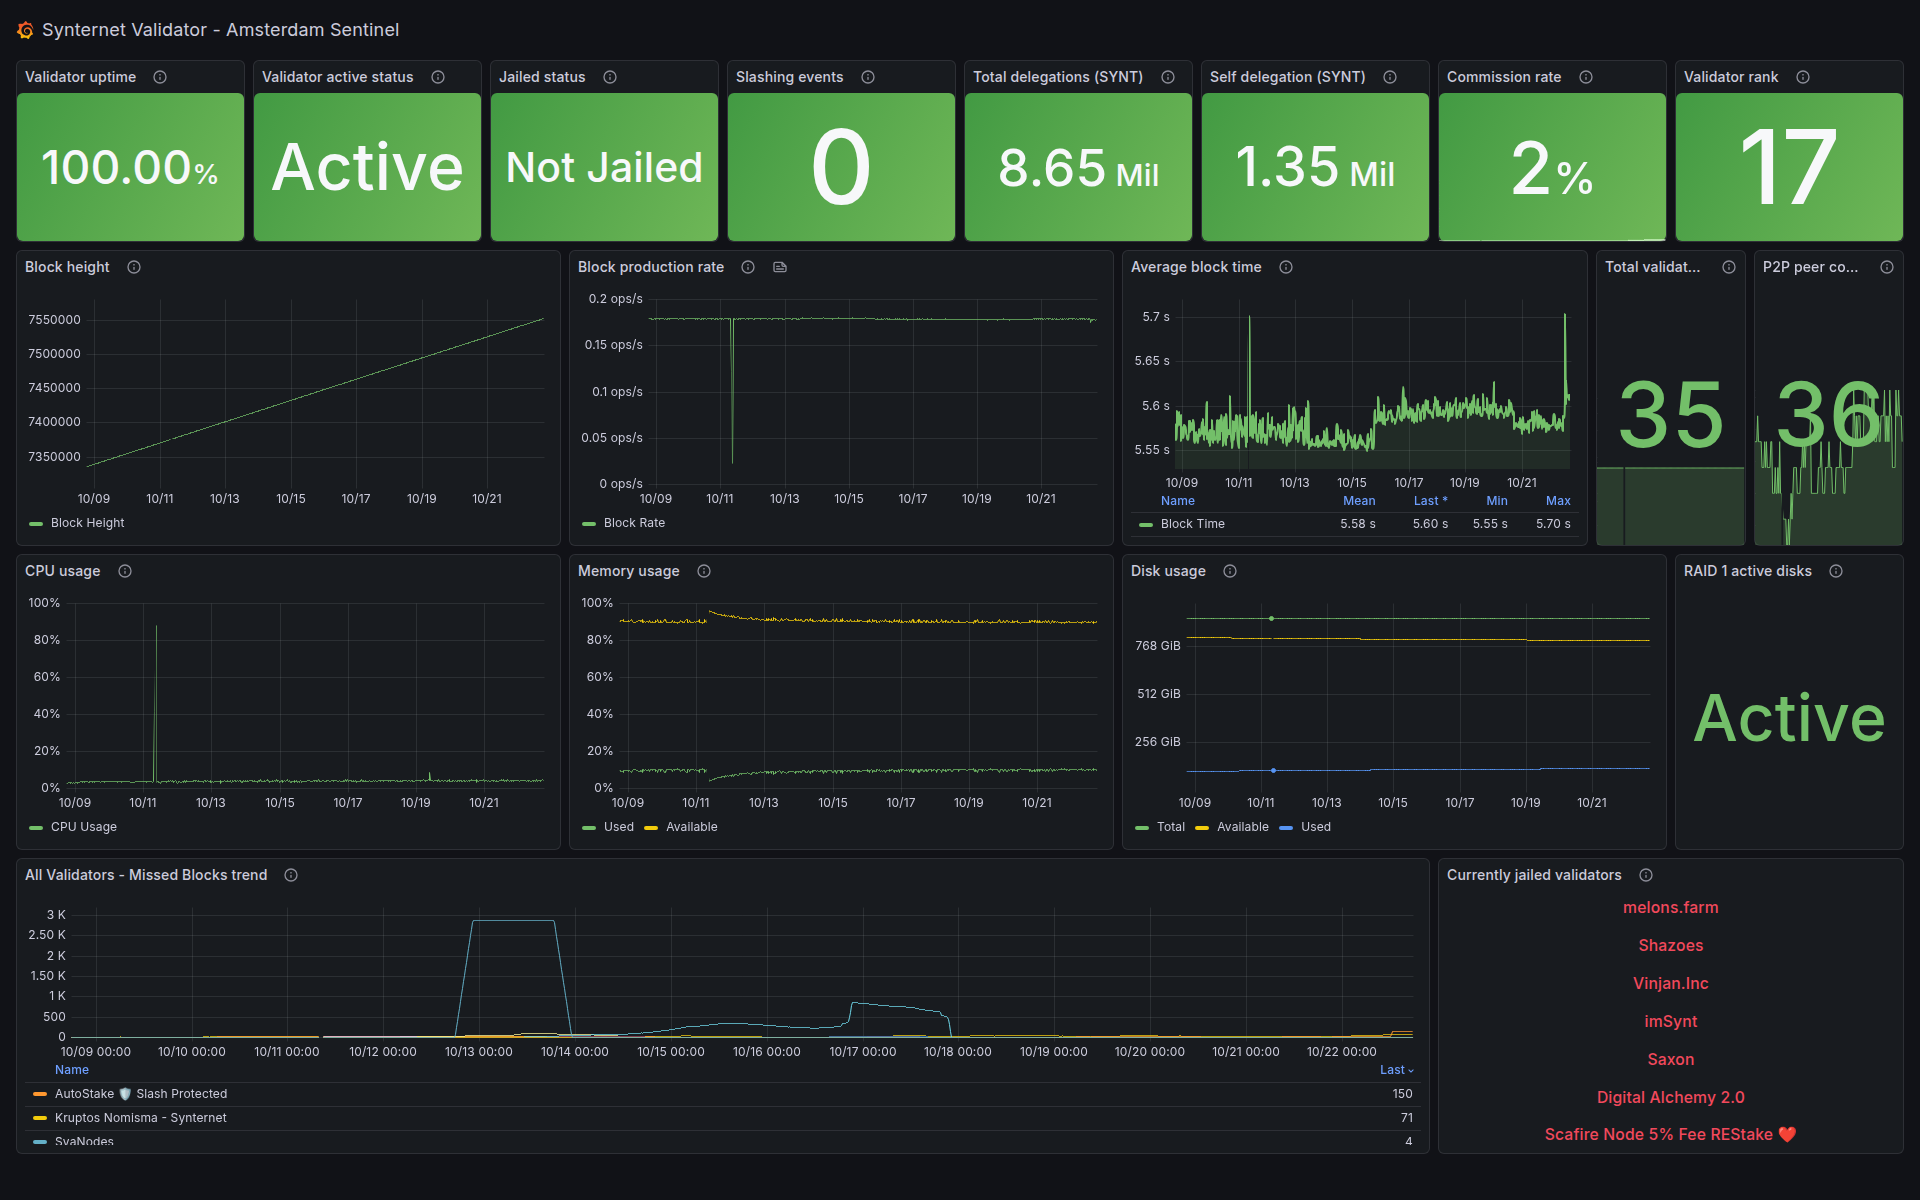 Synternet Validator - Amsterdam Sentinel
Validator uptime
100.00%
Validator active status
Active
Jailed status
Not Jailed
Slashing events
0
Total delegations (SYNT)
8.65 Mil
Self delegation (SYNT)
1.35 Mil
Commission rate
2%
Validator rank
17
Block height
7550000
7500000
7450000
7400000
7350000
10/09 10/11 10/13 10/15 10/17 10/19 10/21
Block Height
Block production rate
0.2 ops/s
0.15 ops/s
0.1 ops/s
0.05 ops/s
0 ops/s
10/09 10/11 10/13 10/15 10/17 10/19 10/21
Block Rate
Average block time
5.7 s
5.65 s
5.6 s
5.55 s
10/09 10/11 10/13 10/15 10/17 10/19 10/21
Name Mean Last * Min Max
Block Time 5.58 s 5.60 s 5.55 s 5.70 s
Total validat...
35
P2P peer co...
36
CPU usage
100%
80%
60%
40%
20%
0%
10/09 10/11 10/13 10/15 10/17 10/19 10/21
CPU Usage
Memory usage
100%
80%
60%
40%
20%
0%
10/09 10/11 10/13 10/15 10/17 10/19 10/21
Used Available
Disk usage
768 GiB
512 GiB
256 GiB
10/09 10/11 10/13 10/15 10/17 10/19 10/21
Total Available Used
RAID 1 active disks
Active
All Validators - Missed Blocks trend
3 K
2.50 K
2 K
1.50 K
1 K
500
0
10/09 00:00 10/10 00:00 10/11 00:00 10/12 00:00 10/13 00:00 10/14 00:00 10/15 00:00 10/16 00:00 10/17 00:00 10/18 00:00 10/19 00:00 10/20 00:00 10/21 00:00 10/22 00:00
Name Last
AutoStake 🛡️ Slash Protected 150
Kruptos Nomisma - Synternet 71
SvaNodes 4
Currently jailed validators
melons.farm
Shazoes
Vinjan.Inc
imSynt
Saxon
Digital Alchemy 2.0
Scafire Node 5% Fee REStake ❤️